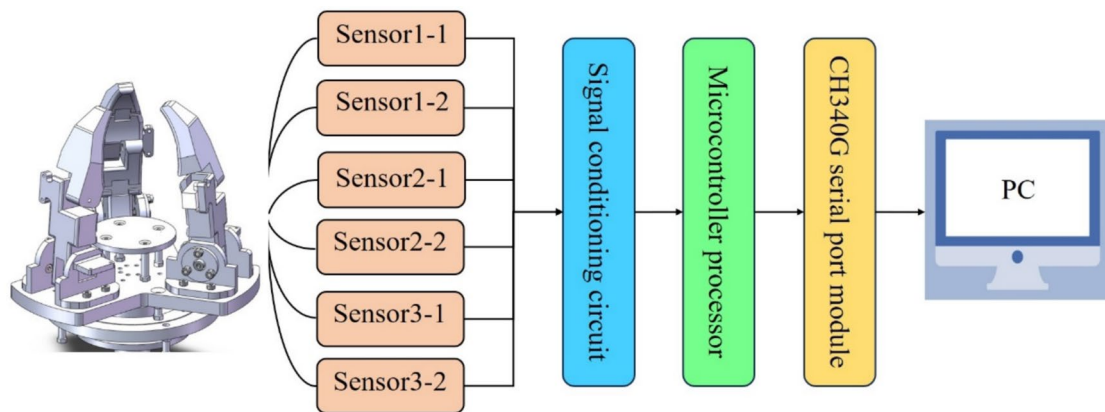 Sensor1-1
Sensor1-2
Sensor2-1
Sensor2-2
Sensor3-1
Sensor3-2
Signal conditioning circuit
Microcontroller processor
CH340G serial port module
PC